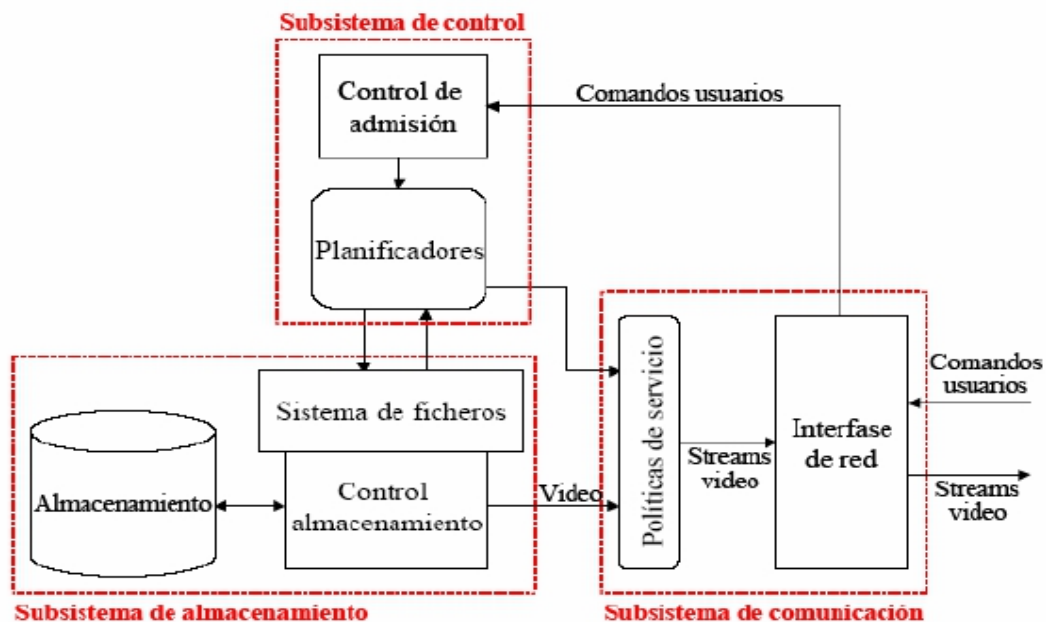 Subsistema de control
Control de
admisión
Comandos usuarios
Planificadores
Sistema de ficheros
Almacenamiento
Control
almacenamiento
Video
Políticas de servicio
Streams
video
Interfase
de red
Comandos
usuarios
Streams
video
Subsistema de almacenamiento
Subsistema de comunicación